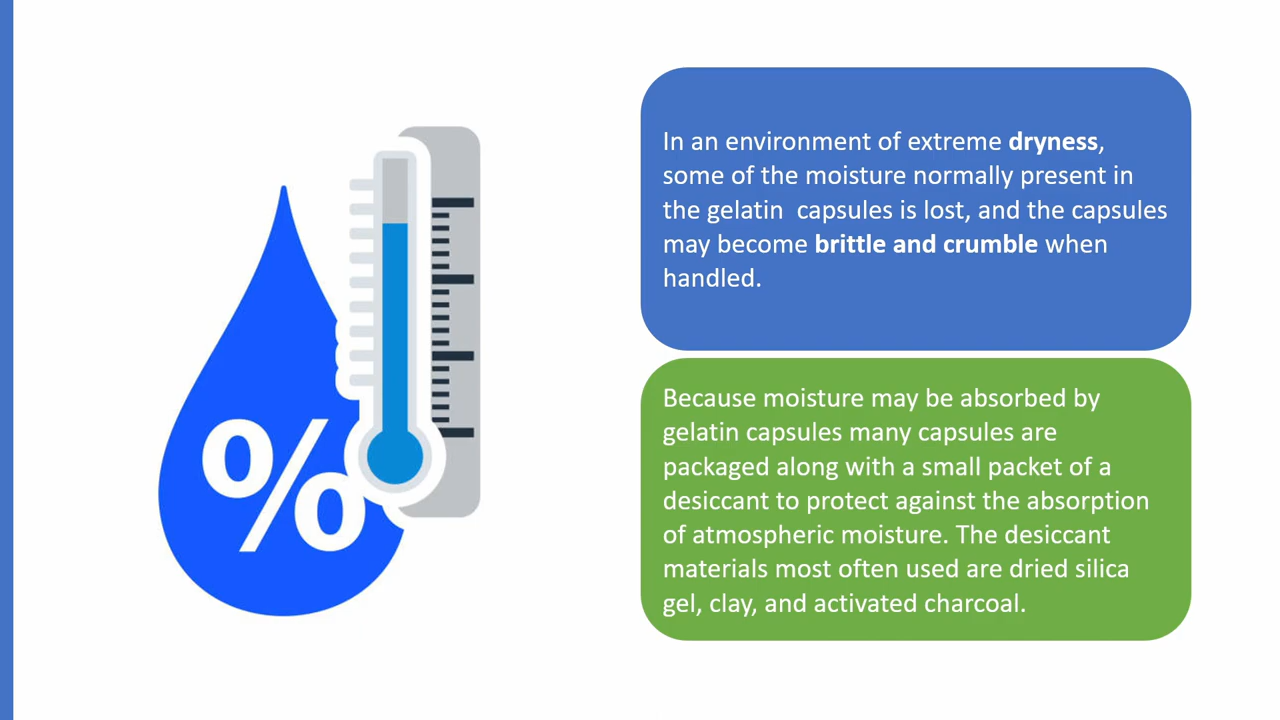 %
In an environment of extreme dryness,
some of the moisture normally present in
the gelatin  capsules is lost, and the capsules
may become brittle and crumble when
handled.
Because moisture may be absorbed by
gelatin capsules many capsules are
packaged along with a small packet of a
desiccant to protect against the absorption
of atmospheric moisture. The desiccant
materials most often used are dried silica
gel, clay, and activated charcoal.